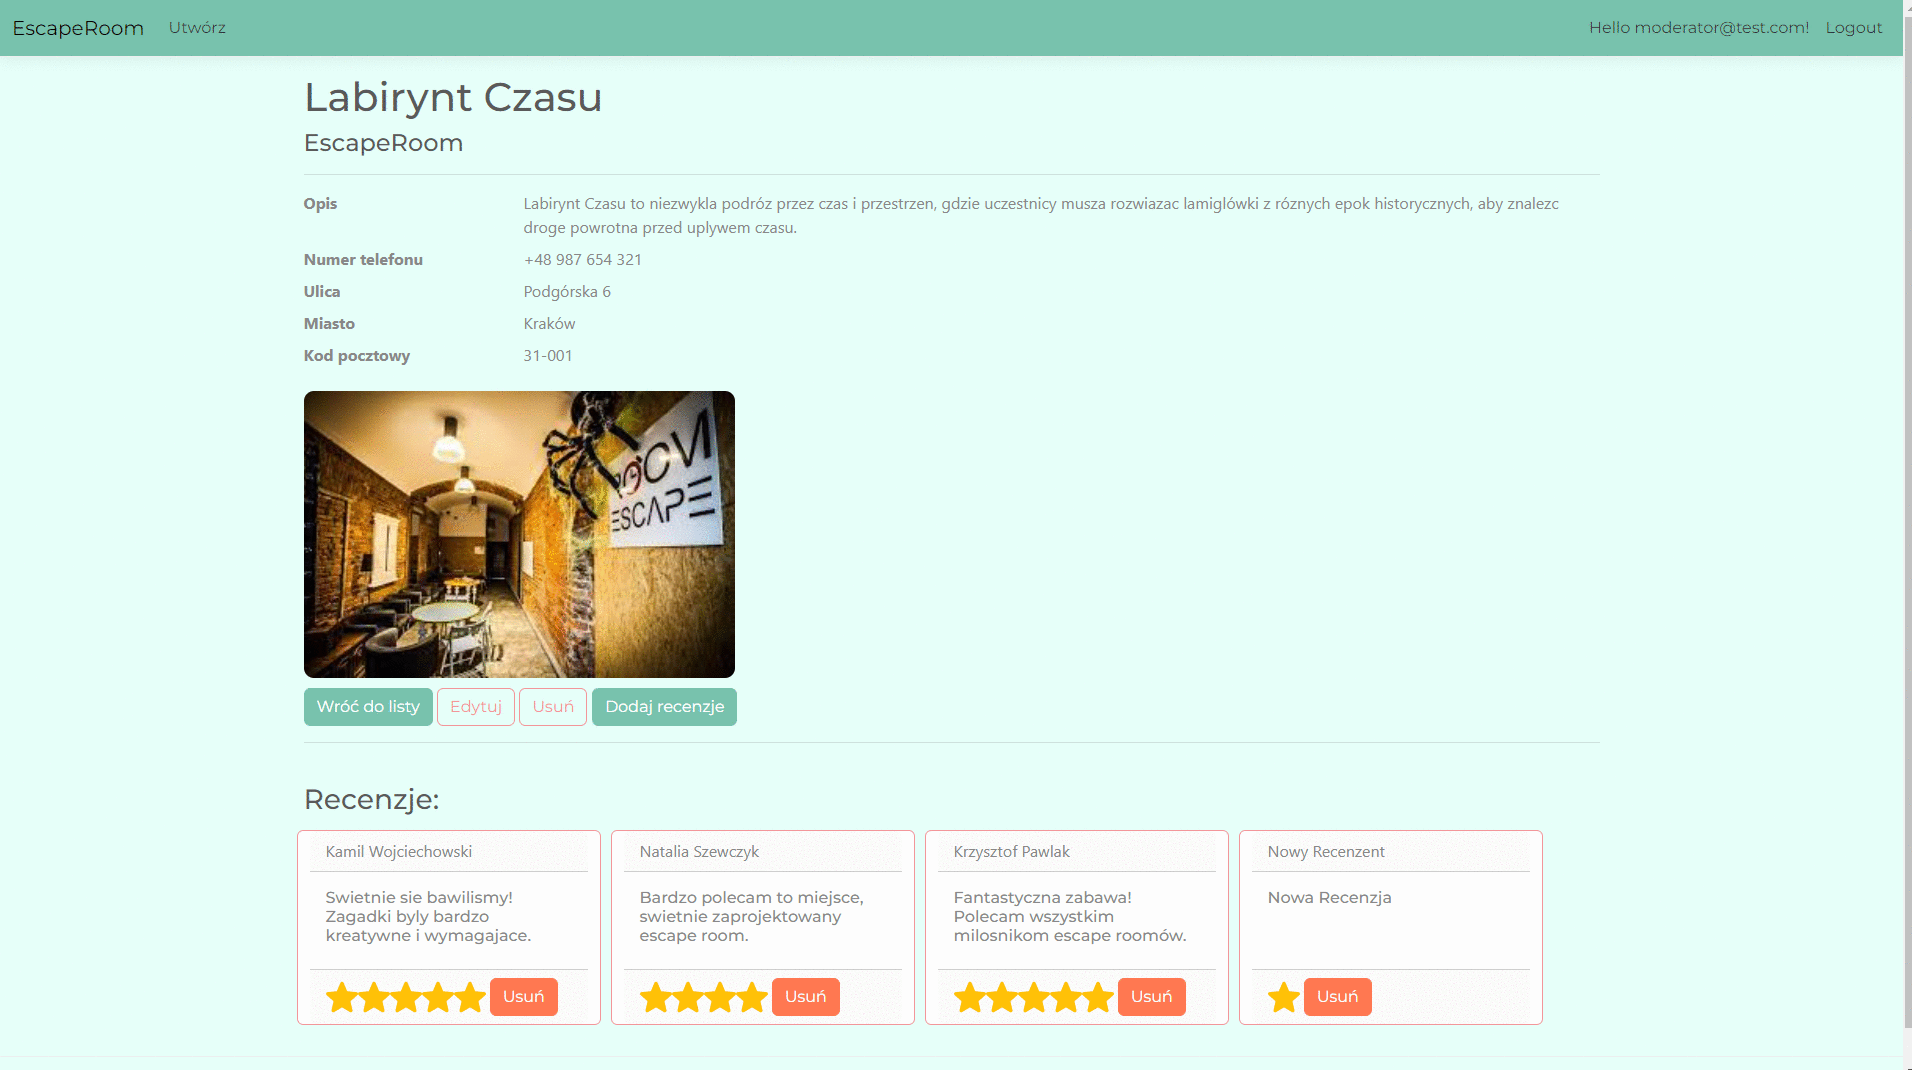 EscapeRoom Utwórz Hello moderator@test.com! Logout
Labirynt Czasu
EscapeRoom
Opis Labirynt Czasu to niezwykla podróz przez czas i przestrzen, gdzie uczestnicy musza rozwiazac lamiglówki z róznych epok historycznych, aby znalezc
droge powrotna przed uplywem czasu.
Numer telefonu +48 987 654 321
Ulica Podgórska 6
Miasto Kraków
Kod pocztowy 31-001
ROOM
ESCAPE
Wróć do listy Edytuj Usuń Dodaj recenzje
Recenzje:
Kamil Wojciechowski
Swietnie sie bawilismy!
Zagadki byly bardzo
kreatywne i wymagajace.
Usuń
Natalia Szewczyk
Bardzo polecam to miejsce,
swietnie zaprojektowany
escape room.
Usuń
Krzysztof Pawlak
Fantastyczna zabawa!
Polecam wszystkim
milosnikom escape roomów.
Usuń
Nowy Recenzent
Nowa Recenzja
Usuń